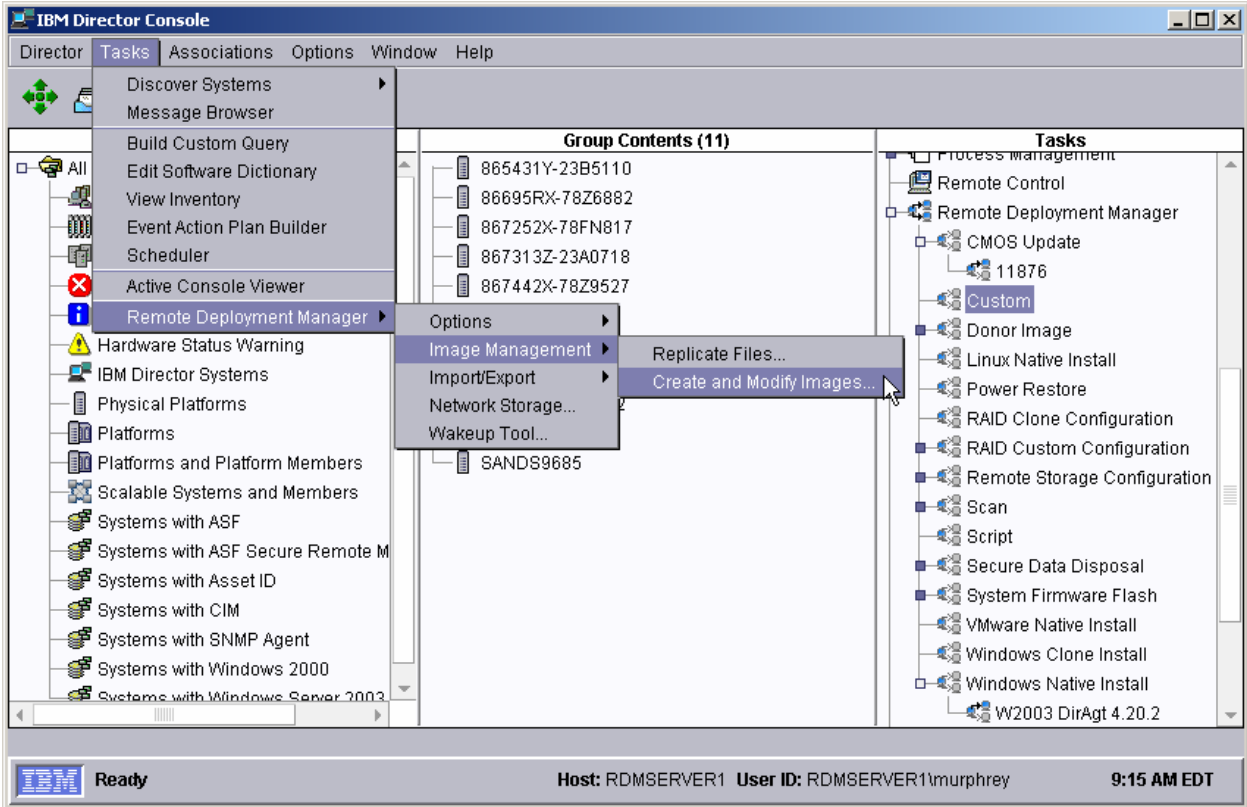 IBM Director Console
Director Tasks Associations Options Window Help
Discover Systems
Message Browser
Build Custom Query
Edit Software Dictionary
View Inventory
Event Action Plan Builder
Scheduler
Active Console Viewer
Remote Deployment Manager
Options
Image Management
Import/Export
Network Storage...
Wakeup Tool...
Replicate Files...
Create and Modify Images...
All
Hardware Status Warning
IBM Director Systems
Physical Platforms
Platforms
Platforms and Platform Members
Scalable Systems and Members
Systems with ASF
Systems with ASF Secure Remote M
Systems with Asset ID
Systems with CIM
Systems with SNMP Agent
Systems with Windows 2000
Systems with Windows Server 2003
Group Contents (11)
865431Y-23B5110
86695RX-78Z6882
867252X-78FN817
867313Z-23A0718
867442X-78Z9527
2
SANDS9685
Tasks
Process Management
Remote Control
Remote Deployment Manager
CMOS Update
11876
Custom
Donor Image
Linux Native Install
Power Restore
RAID Clone Configuration
RAID Custom Configuration
Remote Storage Configuration
Scan
Script
Secure Data Disposal
System Firmware Flash
VMware Native Install
Windows Clone Install
Windows Native Install
W2003 DirAgt 4.20.2
IBM Ready Host: RDMSERVER1 User ID: RDMSERVER1\murphrey 9:15 AM EDT